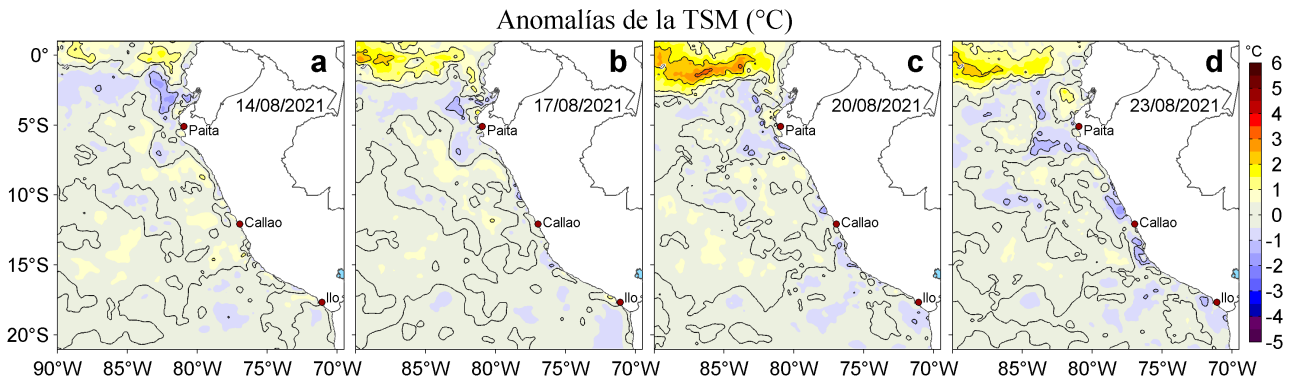 Anomalías de la TSM (°C)
a
b
c
d
14/08/2021
17/08/2021
20/08/2021
23/08/2021
Paita
Callao
Ilo
Paita
Callao
Ilo
Paita
Callao
Ilo
Paita
Callao
Ilo
0°
5°S
10°S
15°S
20°S
90°W 85°W 80°W 75°W 70°W
85°W 80°W 75°W 70°W
85°W 80°W 75°W 70°W
85°W 80°W 75°W 70°W
°C
6
5
4
3
2
1
0
-1
-2
-3
-4
-5